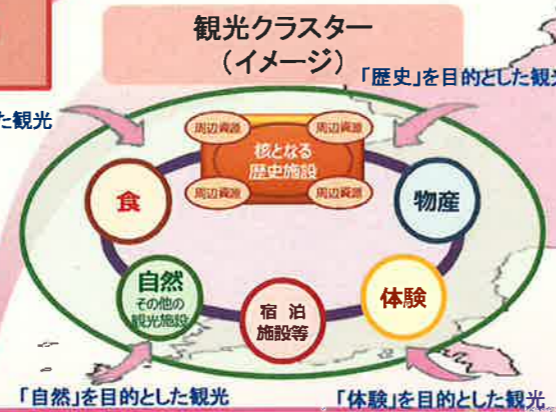 観光クラスター
（イメージ）
「歴史」を目的とした観光
た観光
周辺資源
周辺資源
核となる
歴史施設
周辺資源
周辺資源
食
物産
自然
その他の
観光施設
宿 泊
施設等
体験
「自然」を目的とした観光
「体験」を目的とした観光